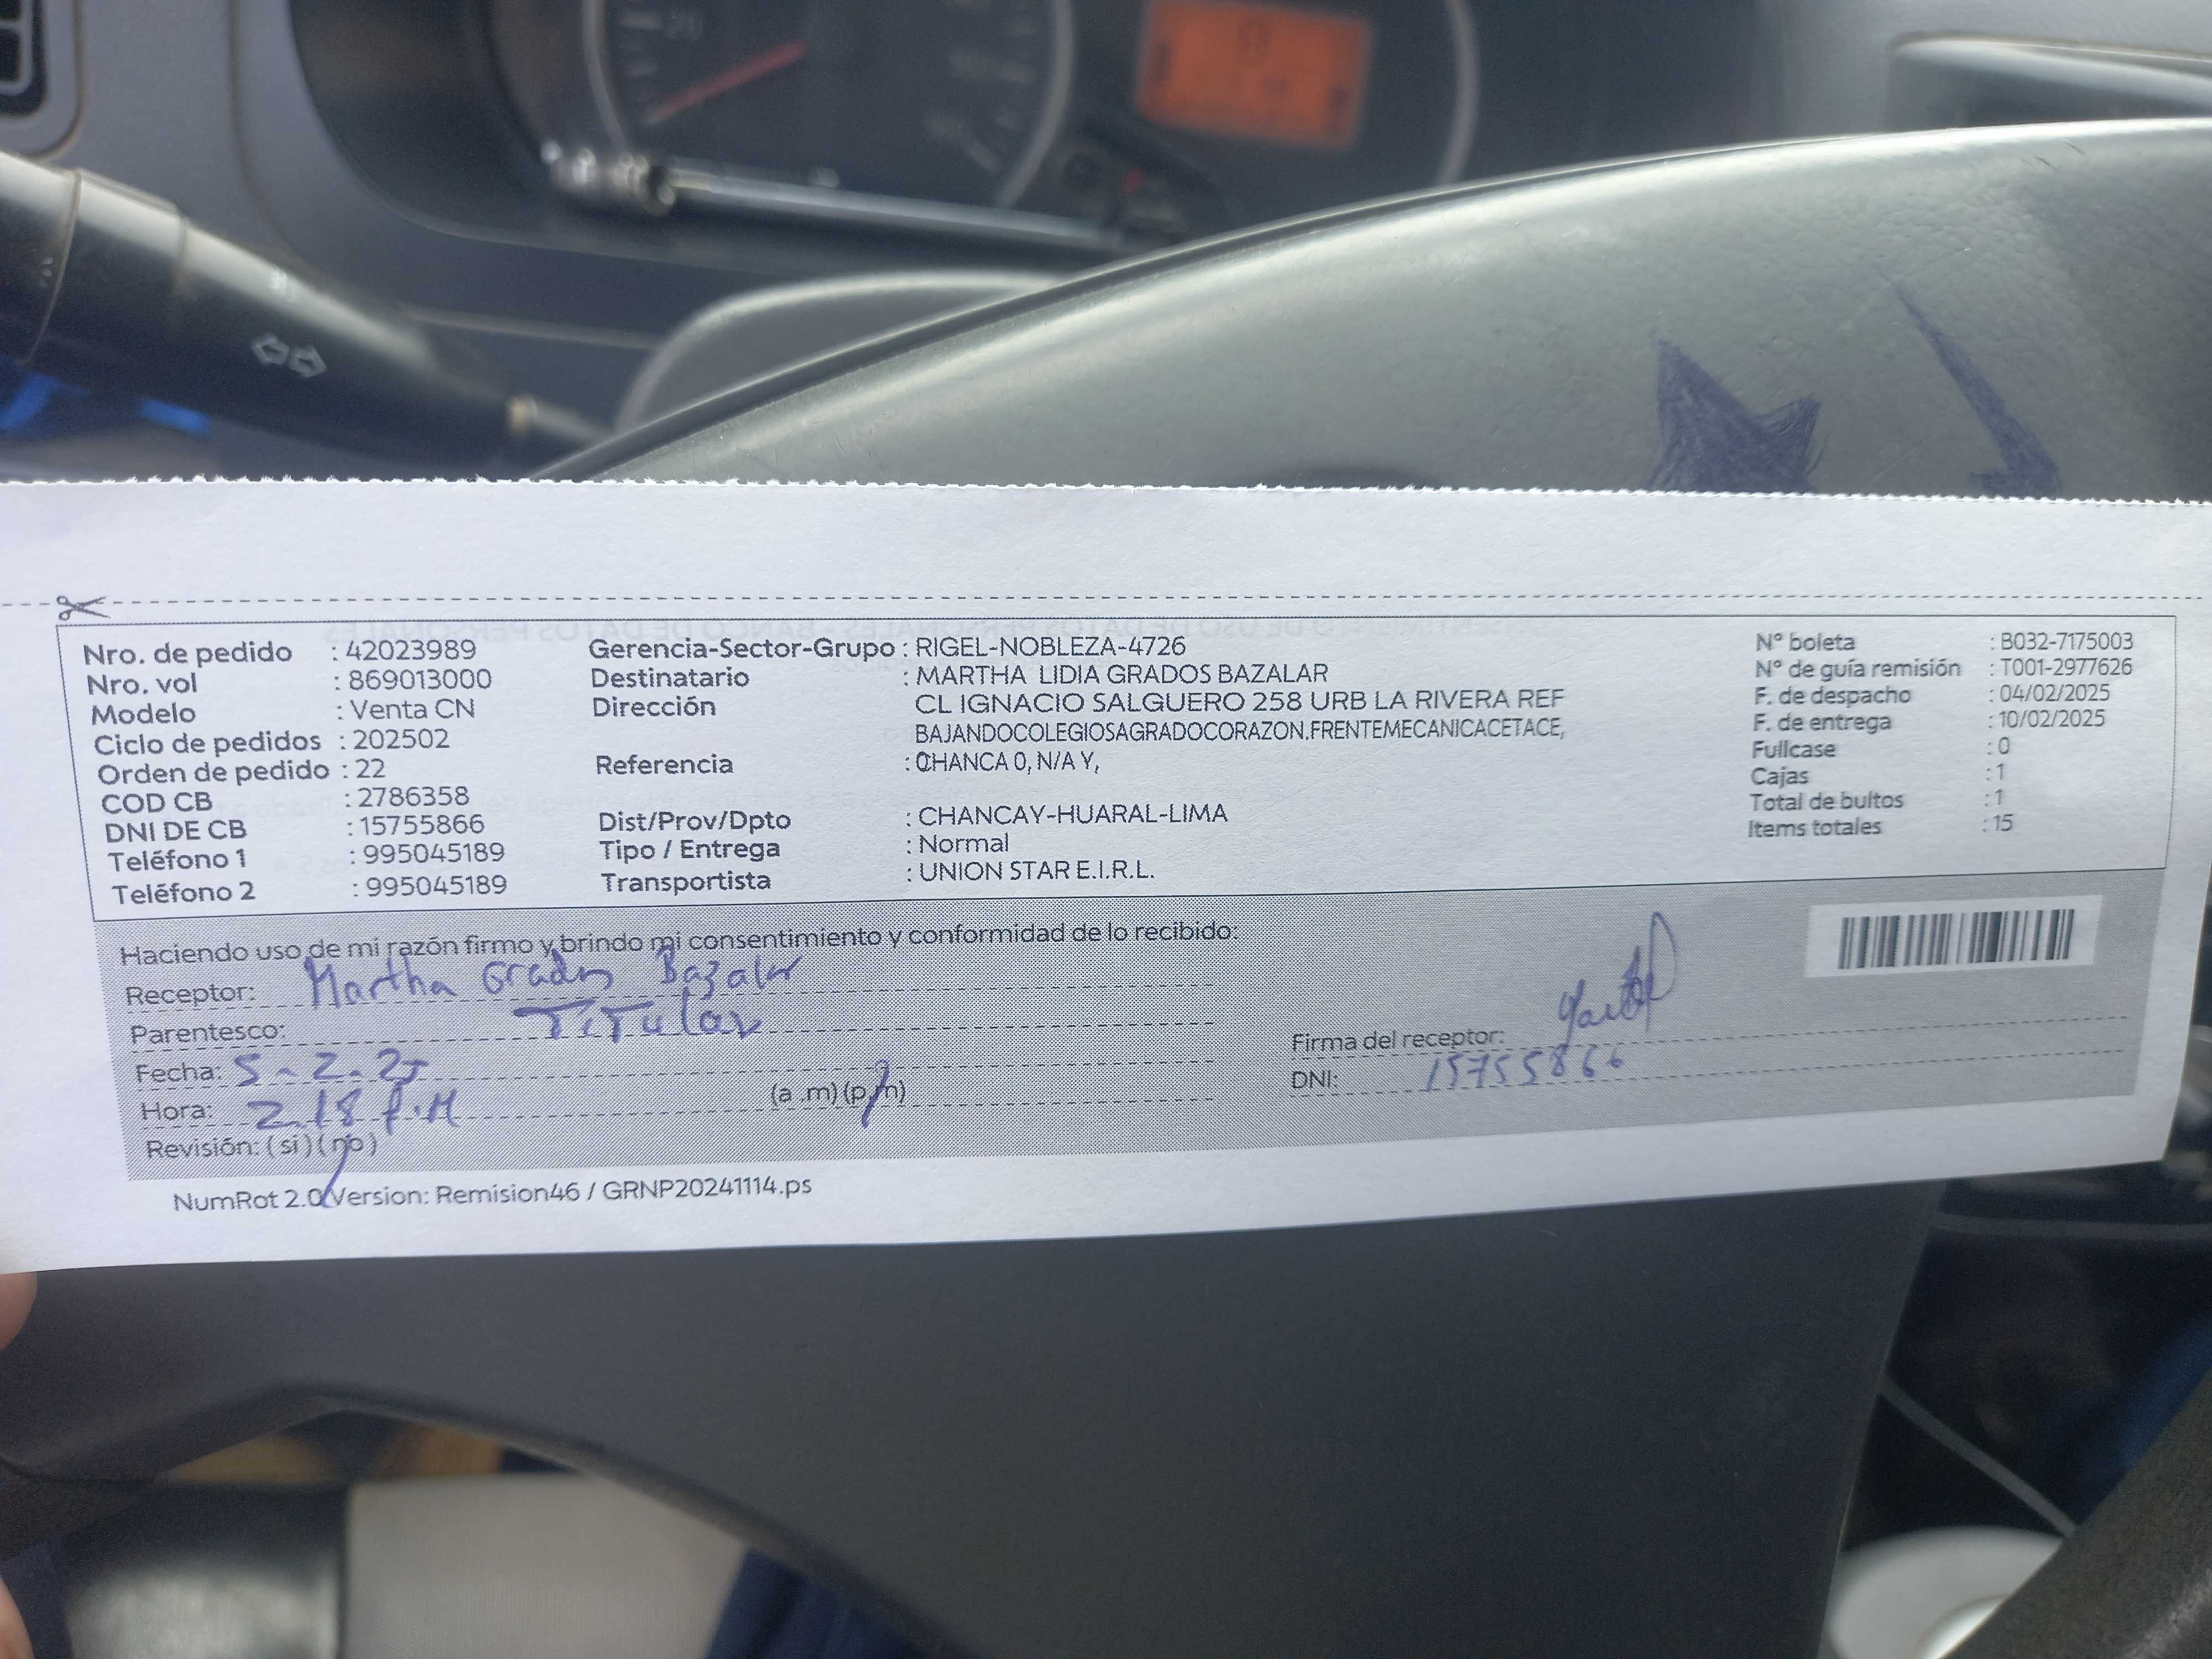 Nro. de pedido : 42023989
Nro. vol : 869013000
Modelo : Venta CN
Ciclo de pedidos : 202502
Orden de pedido : 22
COD CB : 2786358
DNI DE CB : 15755866
Teléfono 1 : 995045189
Teléfono 2 : 995045189
Gerencia-Sector-Grupo : RIGEL-NOBLEZA-4726
Destinatario : MARTHA LIDIA GRADOS BAZALAR
Dirección CL IGNACIO SALGUERO 258 URB LA RIVERA REF
BAJANDOCOLEGIOSAGRADOCORAZON.FRENTEMECANICACETACE,
Referencia : CHANCA 0, N/A Y,
Dist/Prov/Dpto : CHANCAY-HUARAL-LIMA
Tipo / Entrega : Normal
Transportista : UNION STAR E.I.R.L.
N° boleta : B032-7175003
N° de guía remisión : T001-2977626
F. de despacho : 04/02/2025
F. de entrega : 10/02/2025
Fullcase : 0
Cajas : 1
Total de bultos : 1
Items totales : 15
Haciendo uso de mi razón firmo y brindo mi consentimiento y conformidad de lo recibido:
Receptor: Martha Grados Bazalar
Parentesco: Titular
Fecha: 5-2-25
Hora: 2.18 P.M (a .m) (p.m)
Revisión: (si) (no)
Firma del receptor:
DNI: 15755866
NumRot 2.0 Version: Remision46 / GRNP20241114.ps